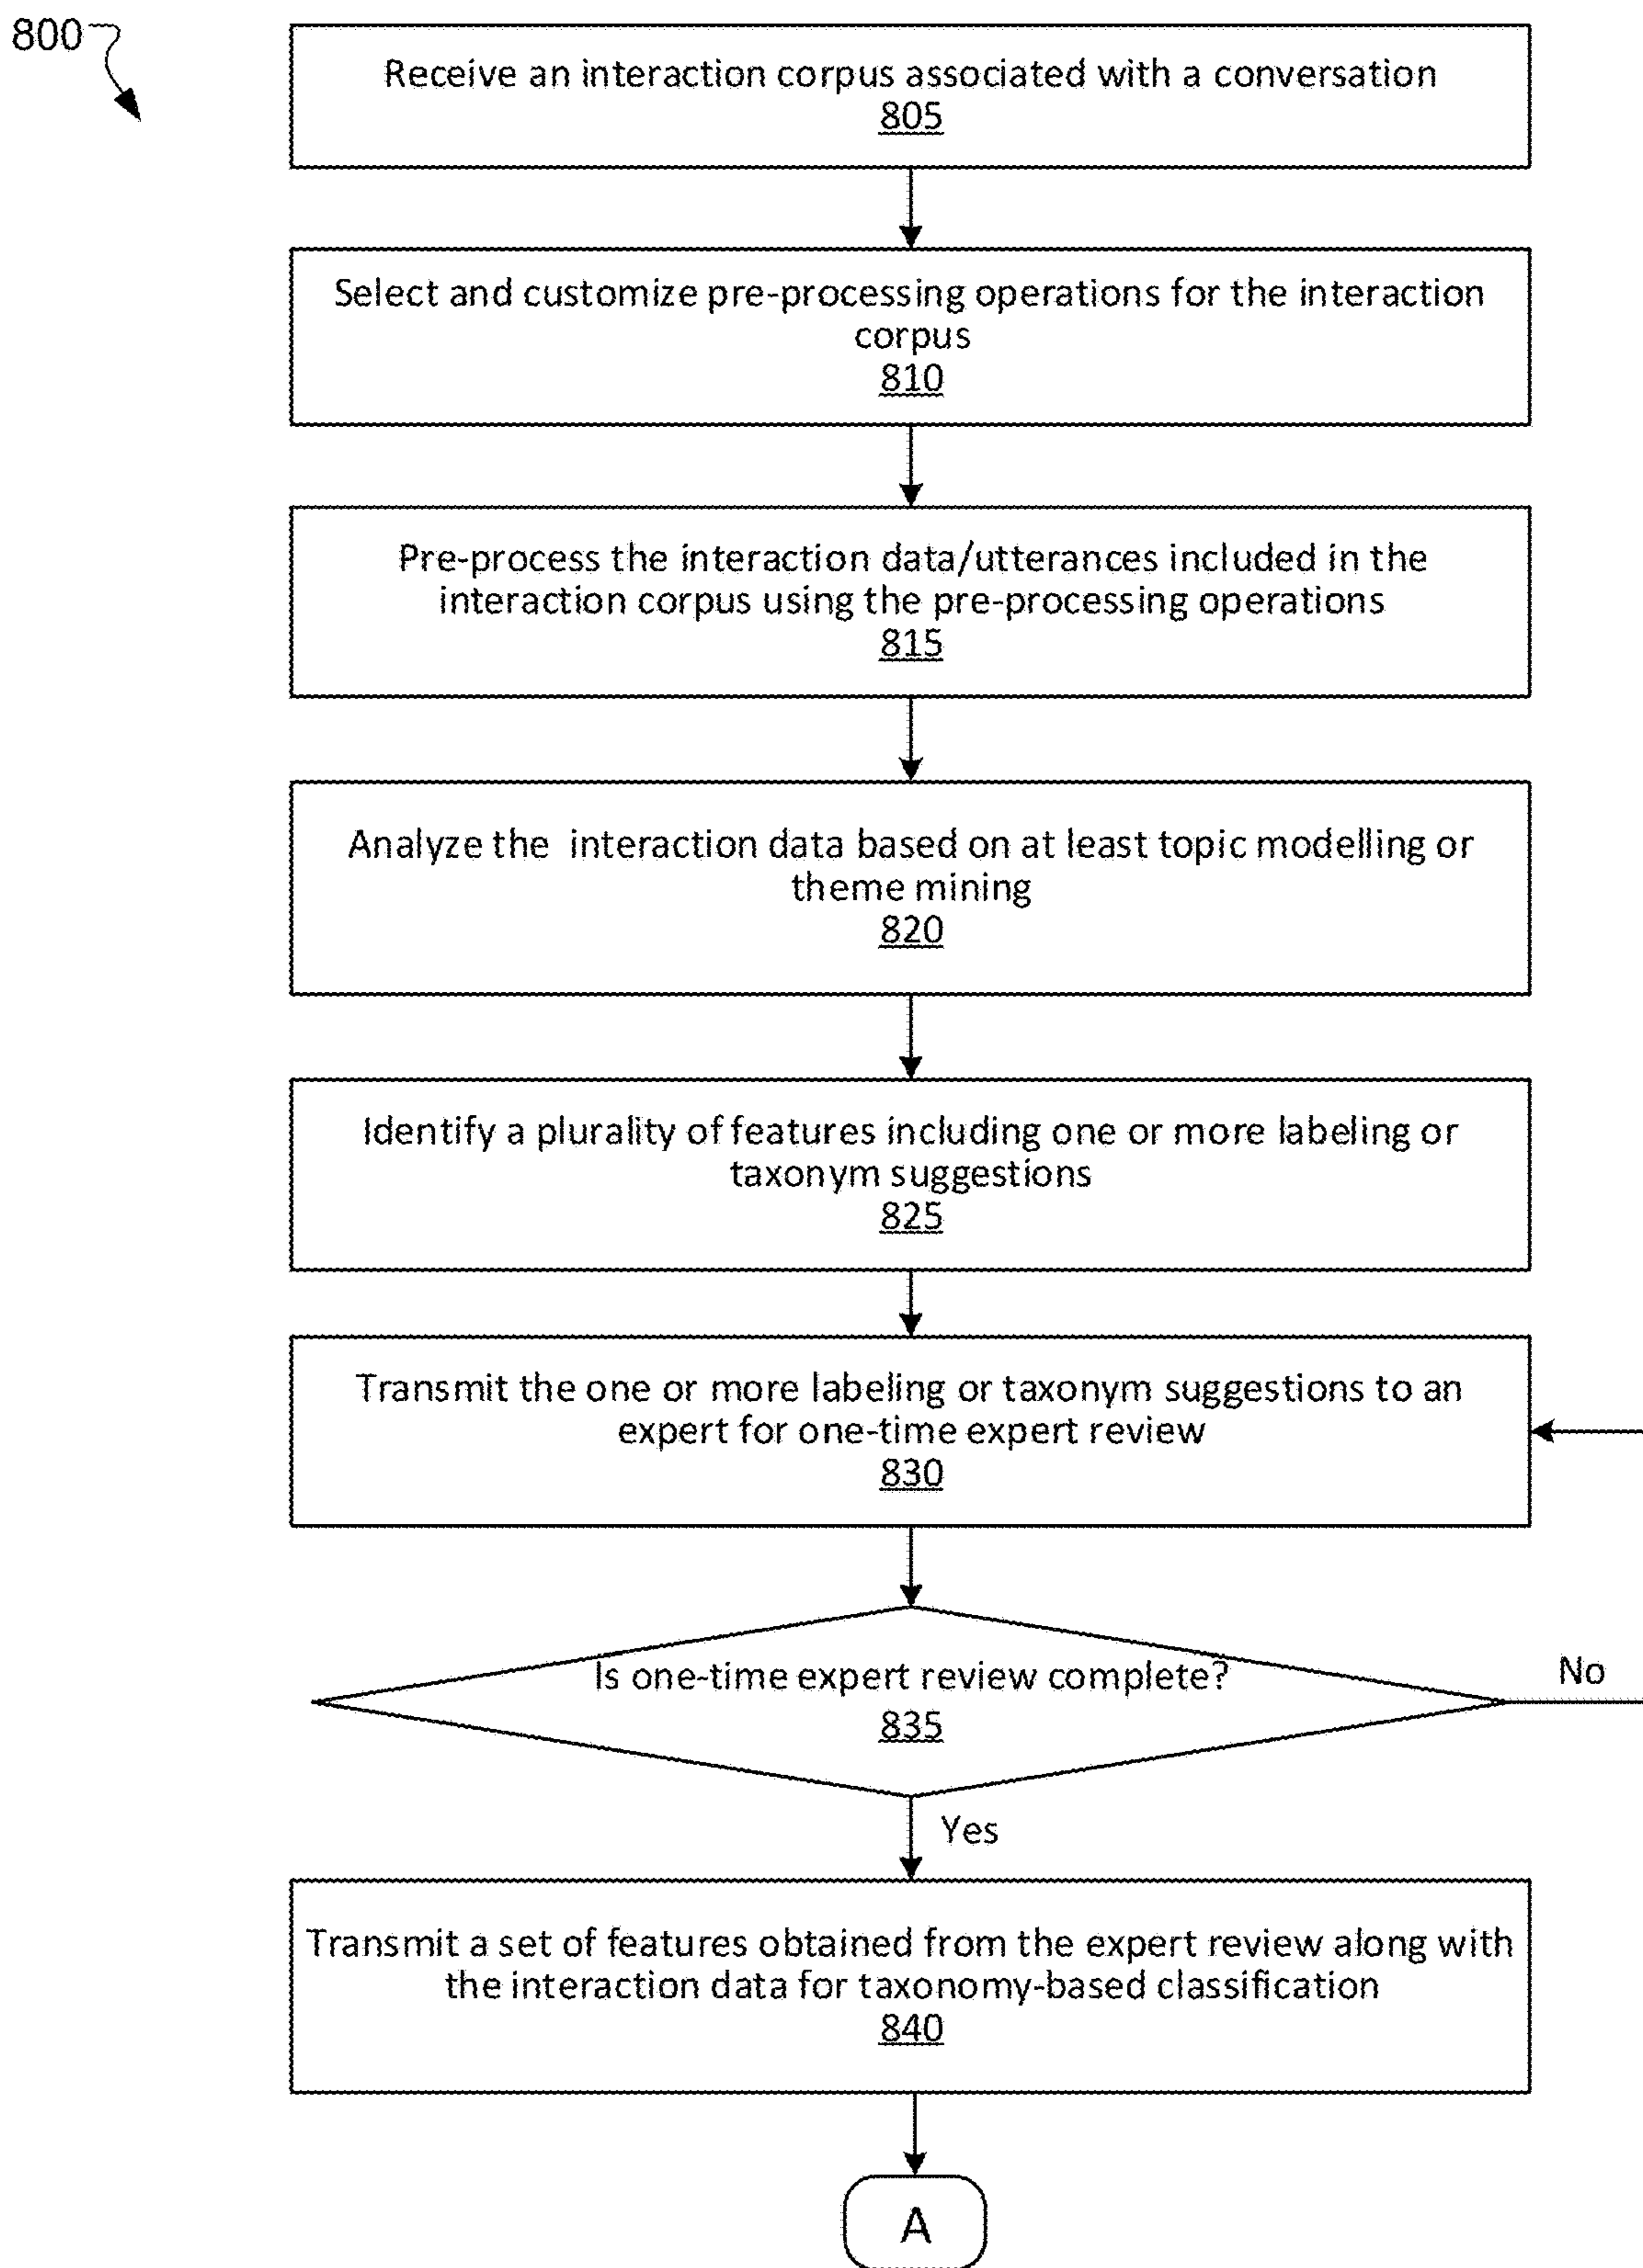 800
Receive an interaction corpus associated with a conversation
805
Select and customize pre-processing operations for the interaction
corpus
810
Pre-process the interaction data/utterances included in the
interaction corpus using the pre-processing operations
815
Analyze the interaction data based on at least topic modelling or
theme mining
820
Identify a plurality of features including one or more labeling or
taxonym suggestions
825
Transmit the one or more labeling or taxonym suggestions to an
expert for one-time expert review
830
Is one-time expert review complete?
835
No
Yes
Transmit a set of features obtained from the expert review along with
the interaction data for taxonomy-based classification
840
A